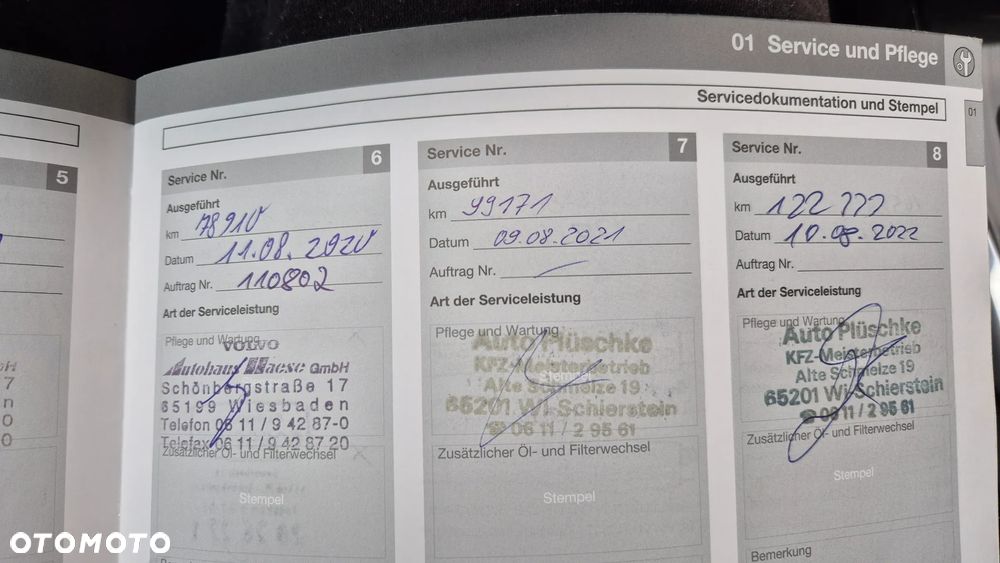 01 Service und Pflege
Servicedokumentation und Stempel
01
5
Service Nr. 6
Ausgeführt
km 78910
Datum 11.08.2020
Auftrag Nr. 110802
Art der Serviceleistung
Pflege und Wartung
VOLVO
Autohaus Haese GmbH
Schönbergstraße 17
65199 Wiesbaden
Telefon 06 11 / 9 42 87-0
Telefax 06 11 / 9 42 87 20
Zusätzlicher Öl- und Filterwechsel
Stempel
Service Nr. 7
Ausgeführt
km 99171
Datum 09.08.2021
Auftrag Nr.
Art der Serviceleistung
Pflege und Wartung
Auto Plüschke
KFZ-Meisterbetrieb
Alte Schmelze 19
65201 Wi-Schierstein
☎ 06 11 / 2 95 61
Zusätzlicher Öl- und Filterwechsel
Stempel
Service Nr. 8
Ausgeführt
km 122 777
Datum 10.08.2022
Auftrag Nr.
Art der Serviceleistung
Pflege und Wartung
Auto Plüschke
KFZ-Meisterbetrieb
Alte Schmelze 19
65201 Wi-Schierstein
☎ 06 11 / 2 95 61
Zusätzlicher Öl- und Filterwechsel
Stempel
Bemerkung
OTOMOTO